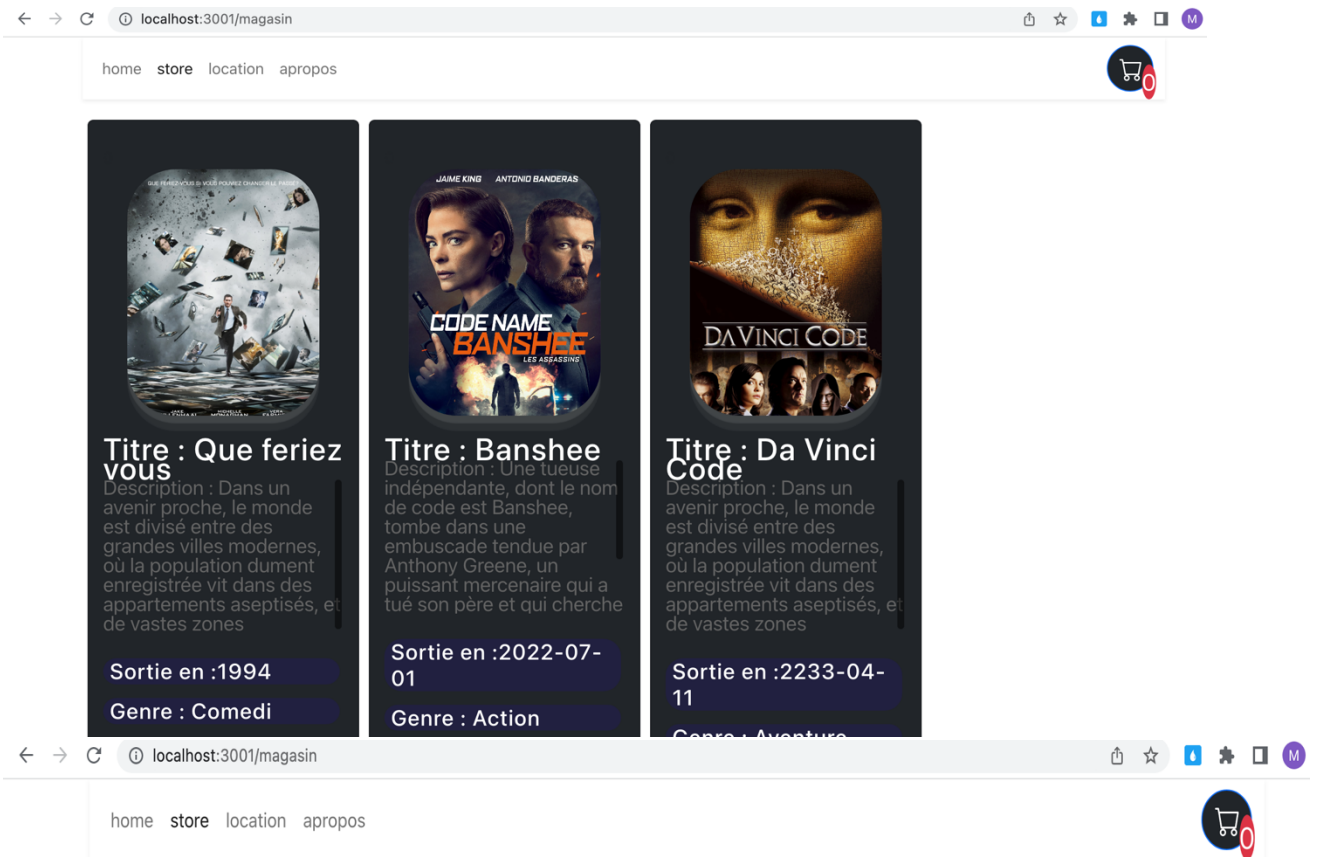 localhost:3001/magasin
M
home store location apropos
0
QUE FERIEZ-VOUS SI VOUS POUVIEZ CHANGER LE PASSÉ?
JAKE
MICHELLE
VERA
MONAGHAN
Titre : Que feriez
vous
Description : Dans un
avenir proche, le monde
est divisé entre des
grandes villes modernes,
où la population dument
enregistrée vit dans des
appartements aseptisés, et
de vastes zones
Sortie en :1994
Genre : Comedi
JAIME KING ANTONIO BANDERAS
CODE NAME
BANSHEE
LES ASSASSINS
Titre : Banshee
Description : Une tueuse
indépendante, dont le nom
de code est Banshee,
tombe dans une
embuscade tendue par
Anthony Greene, un
puissant mercenaire qui a
tué son père et qui cherche
Sortie en :2022-07-
01
Genre : Action
DA VINCI CODE
Titre : Da Vinci
Code
Description : Dans un
avenir proche, le monde
est divisé entre des
grandes villes modernes,
où la population dument
enregistrée vit dans des
appartements aseptisés, et
de vastes zones
Sortie en :2233-04-
11
Genre : Aventure
localhost:3001/magasin
M
home store location apropos
0